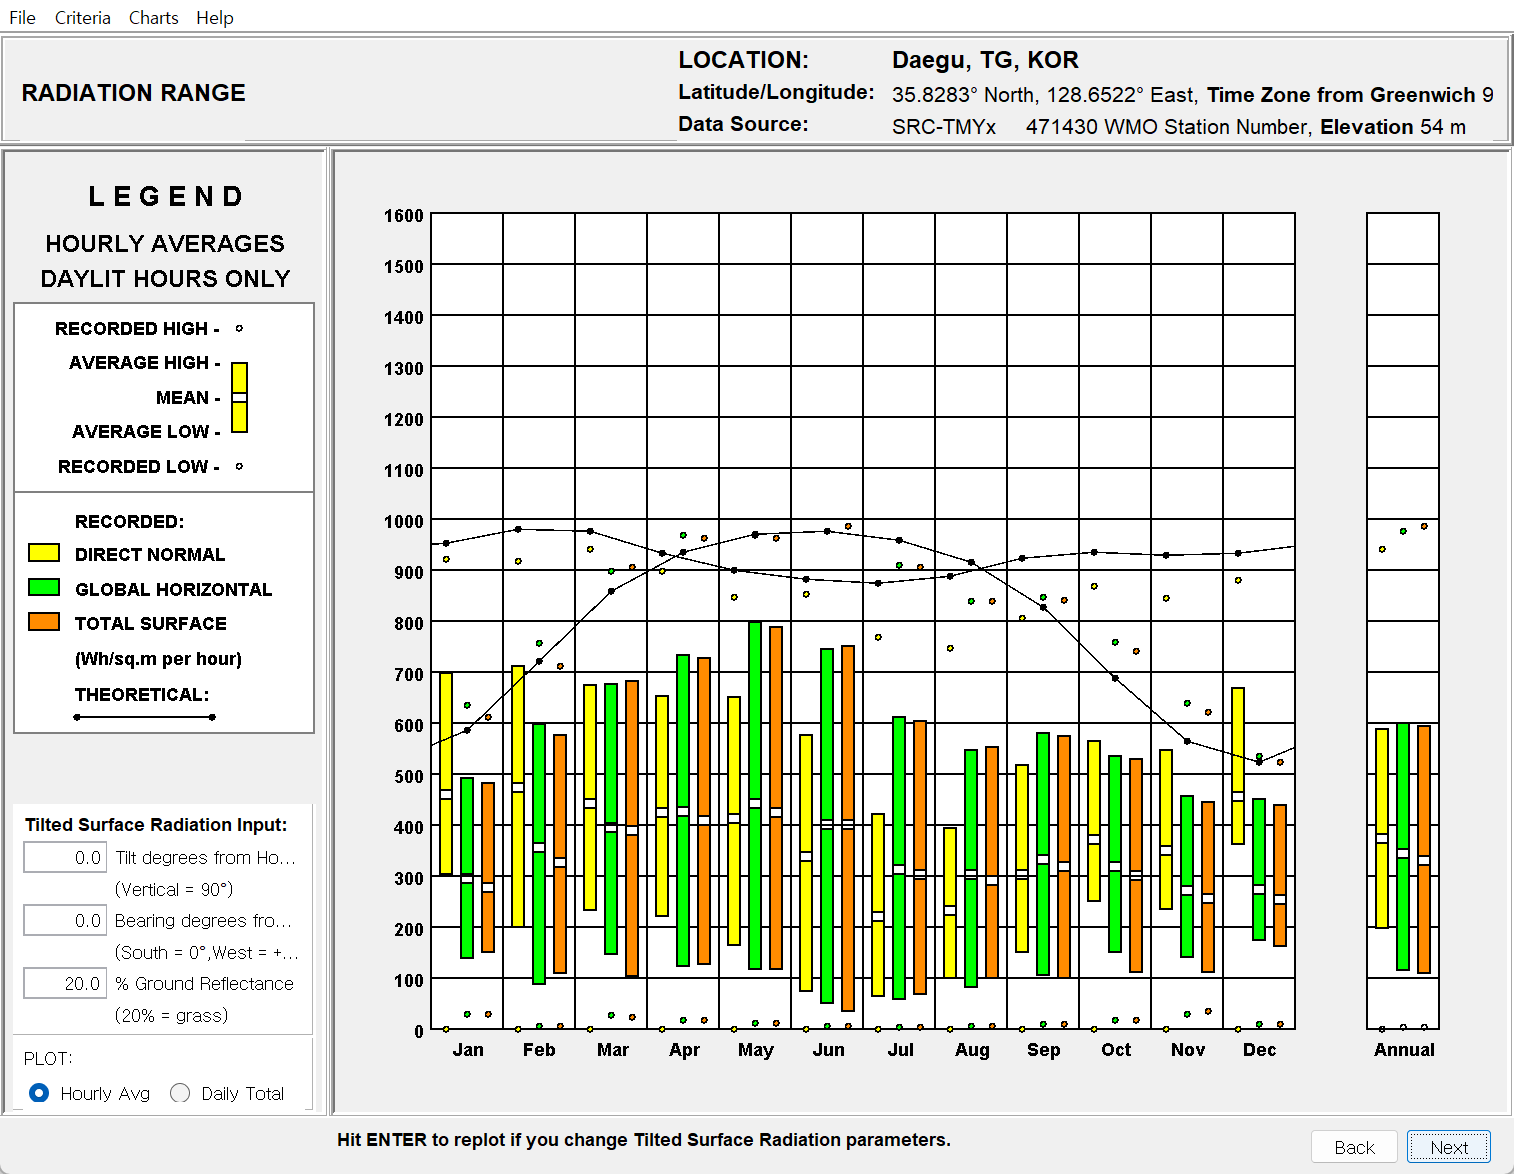 File Criteria Charts Help
RADIATION RANGE
LOCATION: Daegu, TG, KOR
Latitude/Longitude: 35.8283° North, 128.6522° East, Time Zone from Greenwich 9
Data Source: SRC-TMYx 471430 WMO Station Number, Elevation 54 m
LEGEND
HOURLY AVERAGES
DAYLIT HOURS ONLY
RECORDED HIGH -
AVERAGE HIGH -
MEAN -
AVERAGE LOW -
RECORDED LOW -
RECORDED:
DIRECT NORMAL
GLOBAL HORIZONTAL
TOTAL SURFACE
(Wh/sq.m per hour)
THEORETICAL:
Tilted Surface Radiation Input:
0.0 Tilt degrees from Ho...
(Vertical = 90°)
0.0 Bearing degrees fro...
(South = 0°,West = +...
20.0 % Ground Reflectance
(20% = grass)
PLOT:
Hourly Avg Daily Total
1600
1500
1400
1300
1200
1100
1000
900
800
700
600
500
400
300
200
100
0
Jan Feb Mar Apr May Jun Jul Aug Sep Oct Nov Dec Annual
Hit ENTER to replot if you change Tilted Surface Radiation parameters.
Back Next